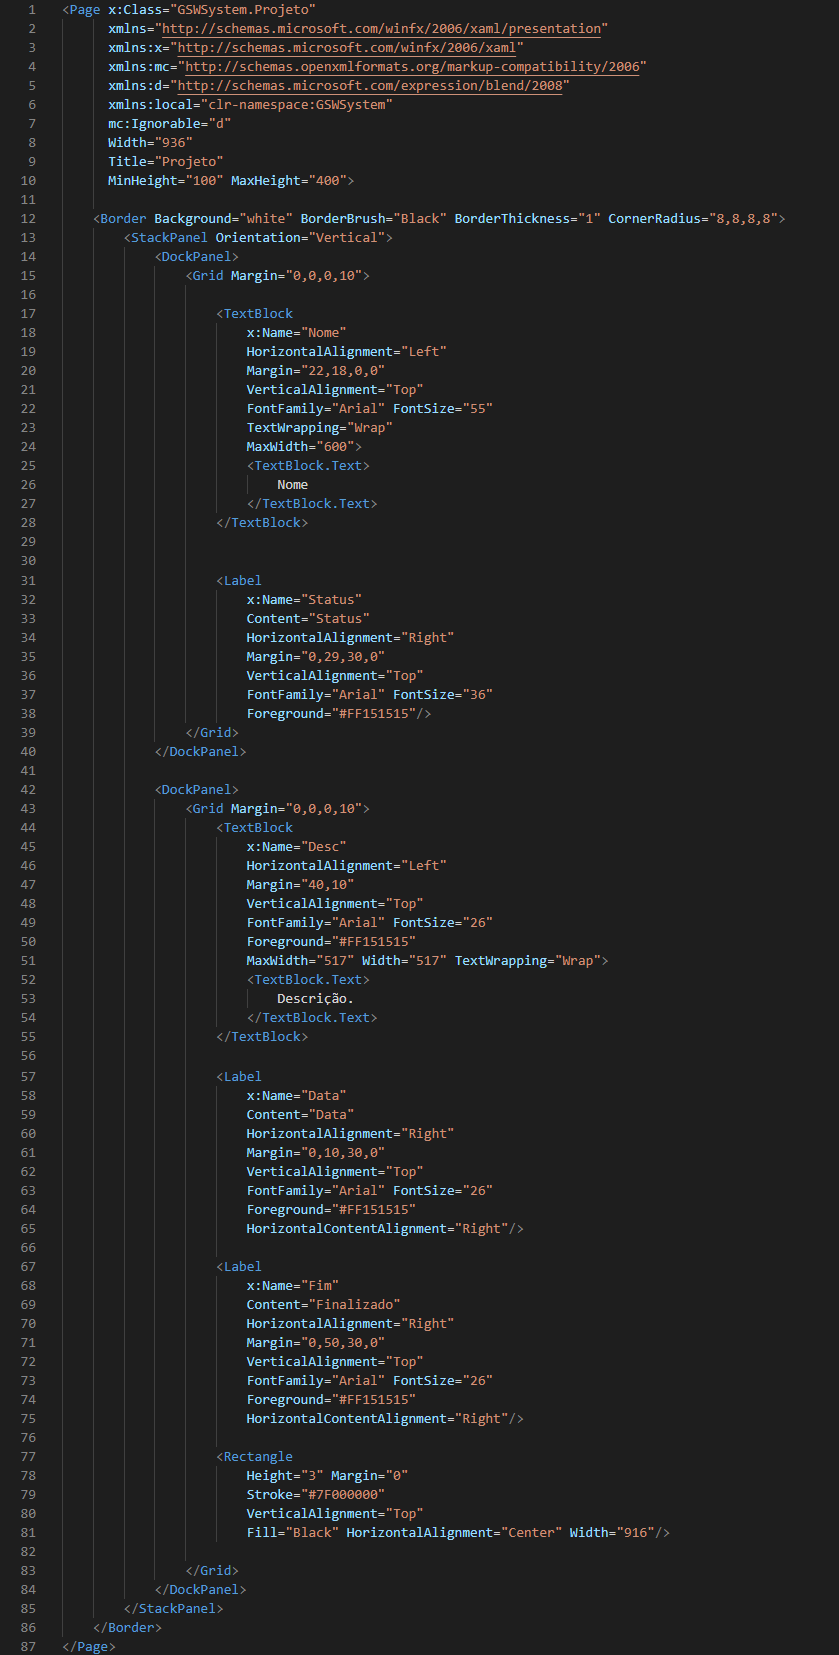 1 <Page x:Class="GSWSystem.Projeto"
2 xmlns="http://schemas.microsoft.com/winfx/2006/xaml/presentation"
3 xmlns:x="http://schemas.microsoft.com/winfx/2006/xaml"
4 xmlns:mc="http://schemas.openxmlformats.org/markup-compatibility/2006"
5 xmlns:d="http://schemas.microsoft.com/expression/blend/2008"
6 xmlns:local="clr-namespace:GSWSystem"
7 mc:Ignorable="d"
8 Width="936"
9 Title="Projeto"
10 MinHeight="100" MaxHeight="400">
11
12 <Border Background="white" BorderBrush="Black" BorderThickness="1" CornerRadius="8,8,8,8">
13 <StackPanel Orientation="Vertical">
14 <DockPanel>
15 <Grid Margin="0,0,0,10">
16
17 <TextBlock
18 x:Name="Nome"
19 HorizontalAlignment="Left"
20 Margin="22,18,0,0"
21 VerticalAlignment="Top"
22 FontFamily="Arial" FontSize="55"
23 TextWrapping="Wrap"
24 MaxWidth="600">
25 <TextBlock.Text>
26 Nome
27 </TextBlock.Text>
28 </TextBlock>
29
30
31 <Label
32 x:Name="Status"
33 Content="Status"
34 HorizontalAlignment="Right"
35 Margin="0,29,30,0"
36 VerticalAlignment="Top"
37 FontFamily="Arial" FontSize="36"
38 Foreground="#FF151515"/>
39 </Grid>
40 </DockPanel>
41
42 <DockPanel>
43 <Grid Margin="0,0,0,10">
44 <TextBlock
45 x:Name="Desc"
46 HorizontalAlignment="Left"
47 Margin="40,10"
48 VerticalAlignment="Top"
49 FontFamily="Arial" FontSize="26"
50 Foreground="#FF151515"
51 MaxWidth="517" Width="517" TextWrapping="Wrap">
52 <TextBlock.Text>
53 Descrição.
54 </TextBlock.Text>
55 </TextBlock>
56
57 <Label
58 x:Name="Data"
59 Content="Data"
60 HorizontalAlignment="Right"
61 Margin="0,10,30,0"
62 VerticalAlignment="Top"
63 FontFamily="Arial" FontSize="26"
64 Foreground="#FF151515"
65 HorizontalContentAlignment="Right"/>
66
67 <Label
68 x:Name="Fim"
69 Content="Finalizado"
70 HorizontalAlignment="Right"
71 Margin="0,50,30,0"
72 VerticalAlignment="Top"
73 FontFamily="Arial" FontSize="26"
74 Foreground="#FF151515"
75 HorizontalContentAlignment="Right"/>
76
77 <Rectangle
78 Height="3" Margin="0"
79 Stroke="#7F000000"
80 VerticalAlignment="Top"
81 Fill="Black" HorizontalAlignment="Center" Width="916"/>
82
83 </Grid>
84 </DockPanel>
85 </StackPanel>
86 </Border>
87 </Page>